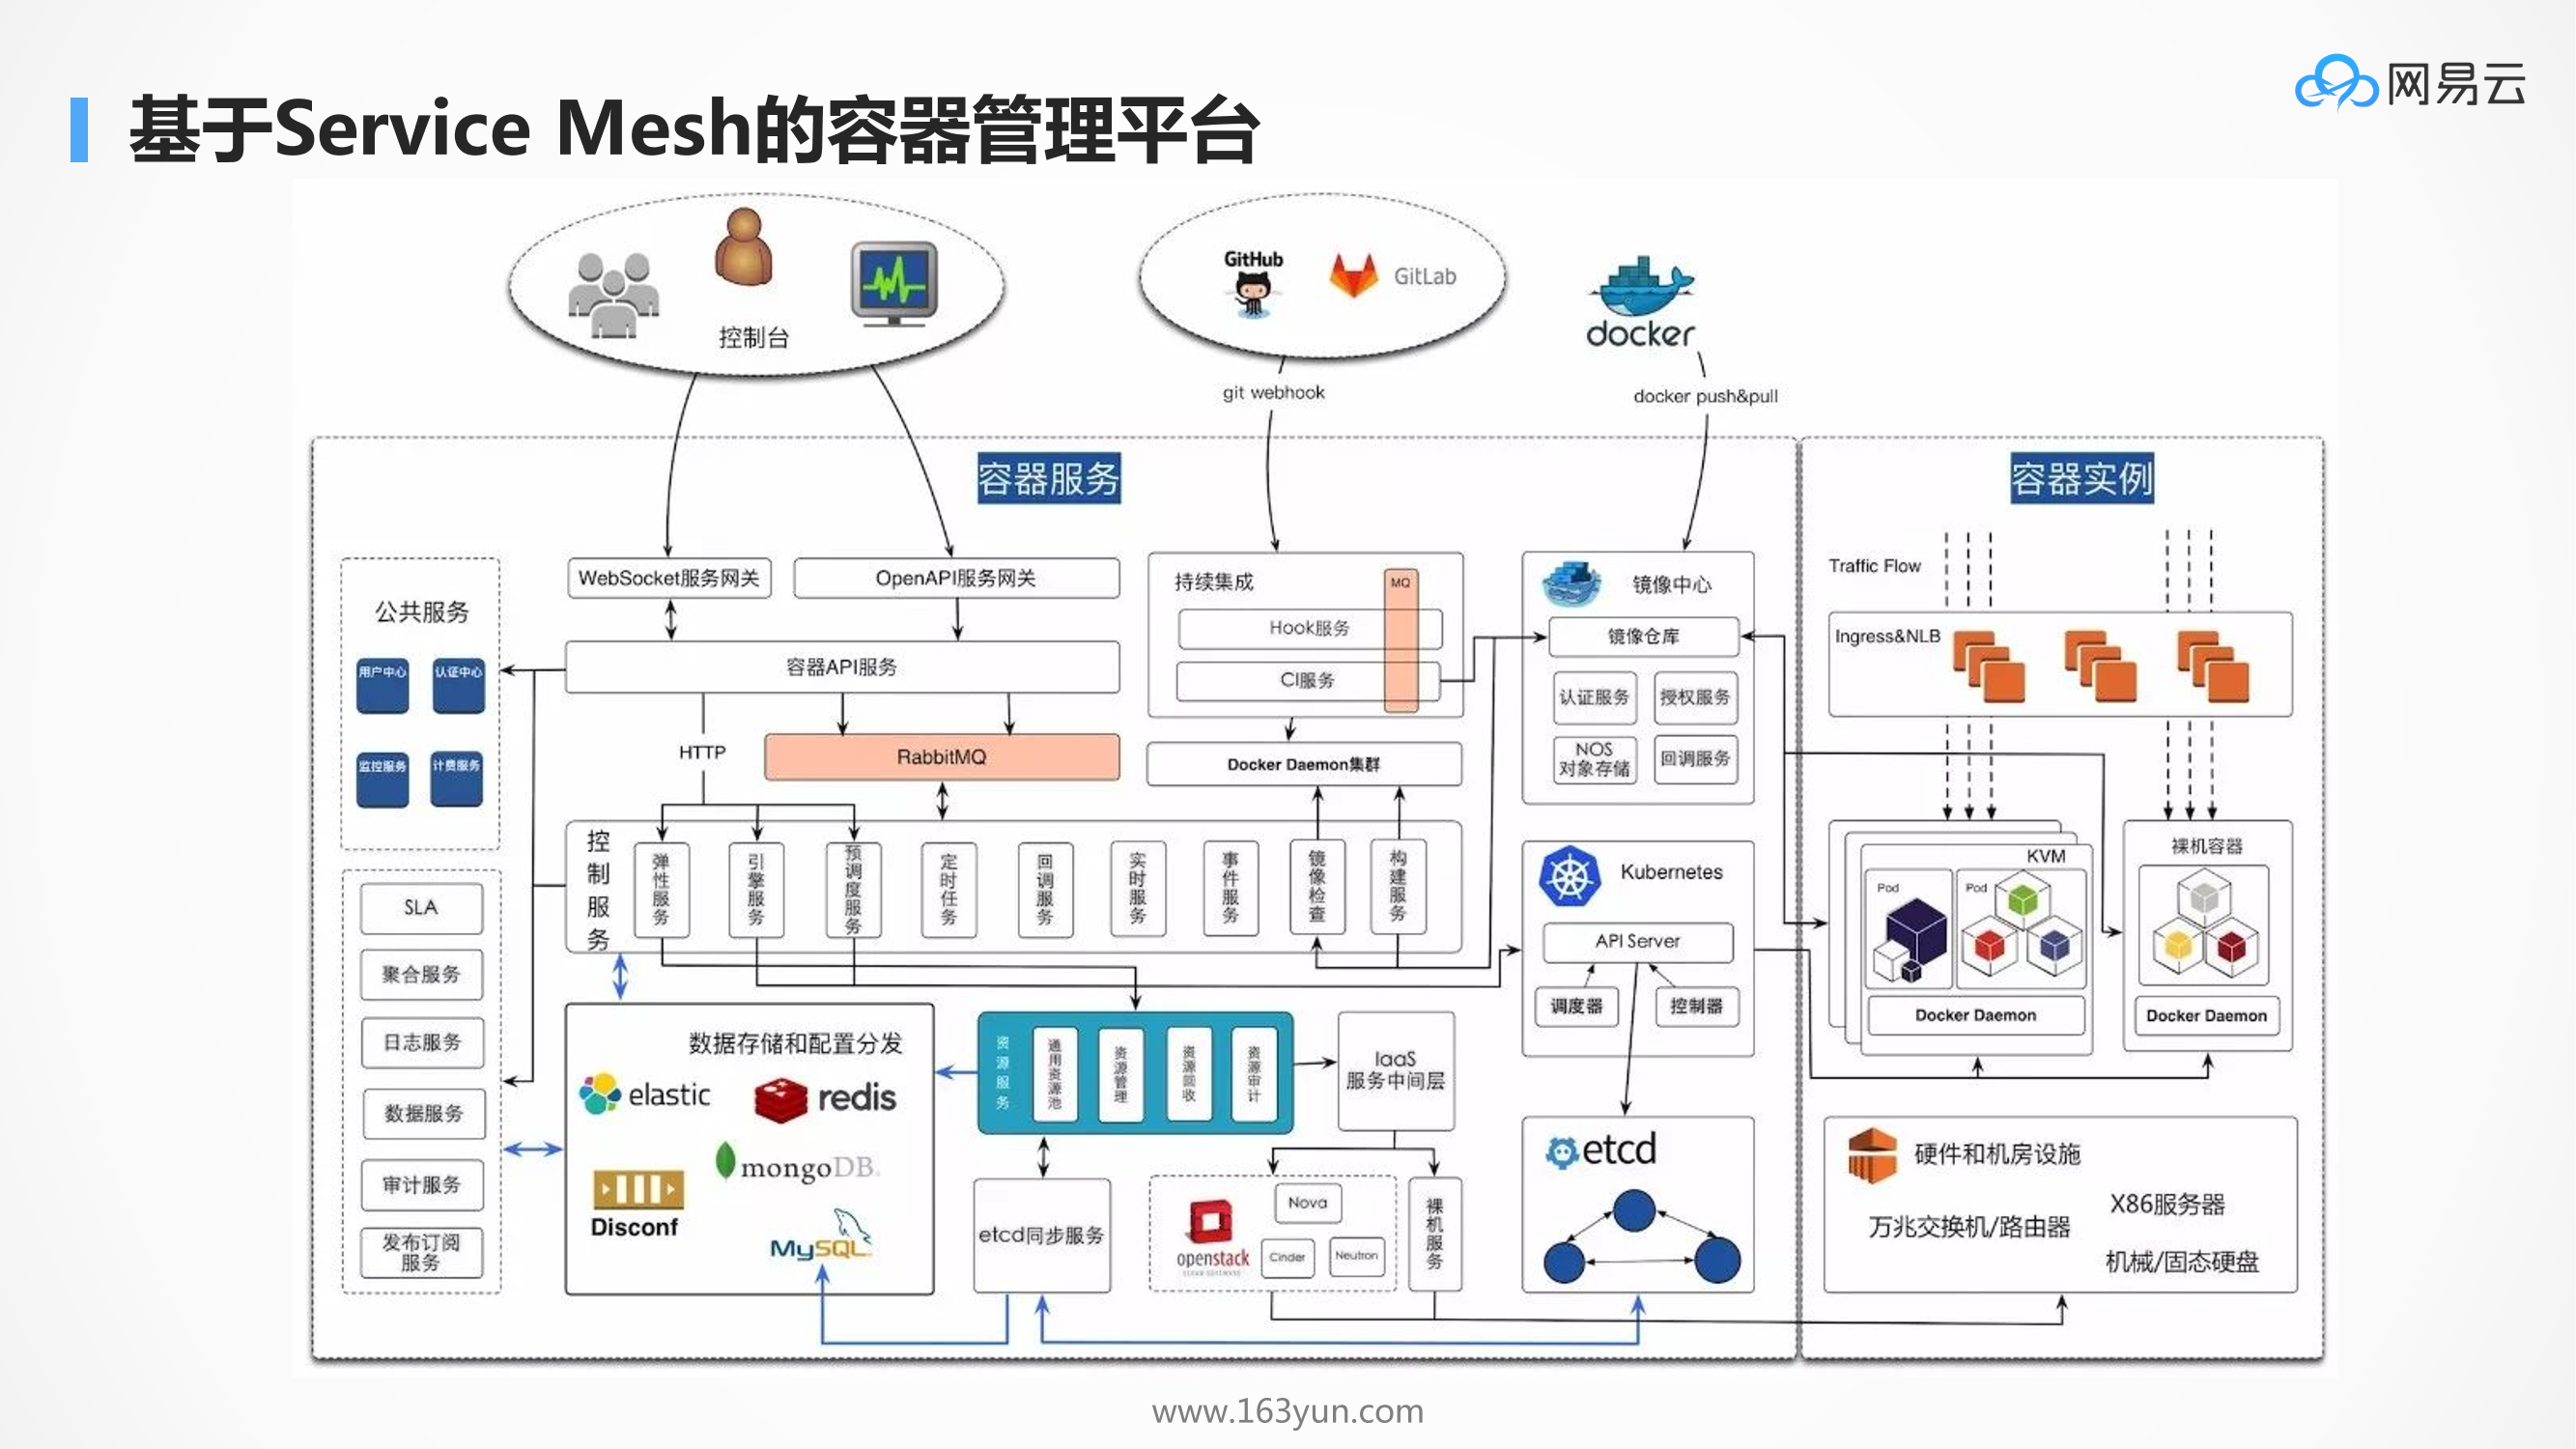 基于Service Mesh的容器管理平台
网易云
控制台
GitHub
GitLab
docker
git webhook
docker push&pull
容器服务
容器实例
公共服务
用户中心
认证中心
监控服务
计费服务
SLA
聚合服务
日志服务
数据服务
审计服务
发布订阅
服务
WebSocket服务网关
OpenAPI服务网关
容器API服务
HTTP
RabbitMQ
持续集成
MQ
Hook服务
CI服务
Docker Daemon集群
控制服务
弹性服务
引擎服务
预调度服务
定时任务
回调服务
实时服务
事件服务
镜像检查
构建服务
数据存储和配置分发
elastic
redis
mongoDB
Disconf
MySQL
资源服务
通用资源池
资源管理
资源回收
资源审计
IaaS
服务中间层
etcd同步服务
openstack
Nova
Cinder
Neutron
裸机服务
镜像中心
镜像仓库
认证服务
授权服务
NOS
对象存储
回调服务
Kubernetes
API Server
调度器
控制器
etcd
Traffic Flow
Ingress&NLB
KVM
Pod
Pod
Docker Daemon
裸机容器
Docker Daemon
硬件和机房设施
X86服务器
万兆交换机/路由器
机械/固态硬盘
www.163yun.com